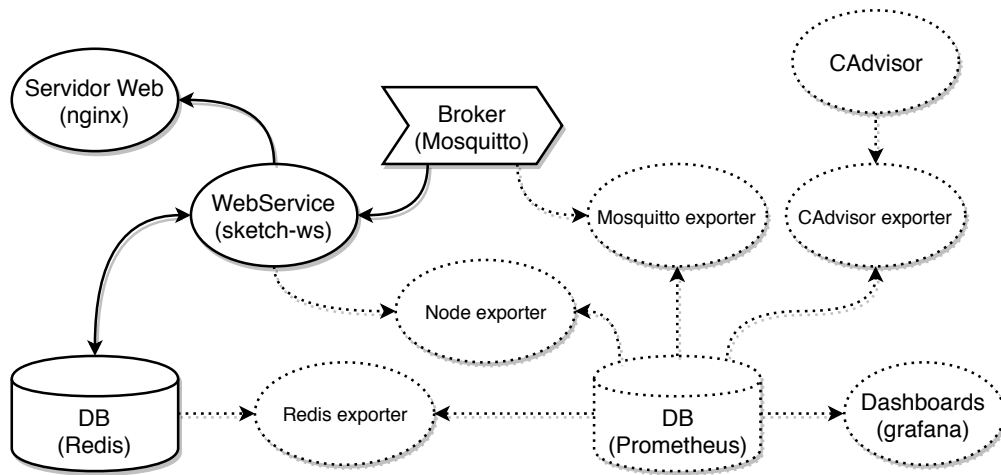 Servidor Web
(nginx)
Broker
(Mosquitto)
CAdvisor
WebService
(sketch-ws)
Mosquitto exporter
CAdvisor exporter
Node exporter
DB
(Redis)
Redis exporter
DB
(Prometheus)
Dashboards
(grafana)